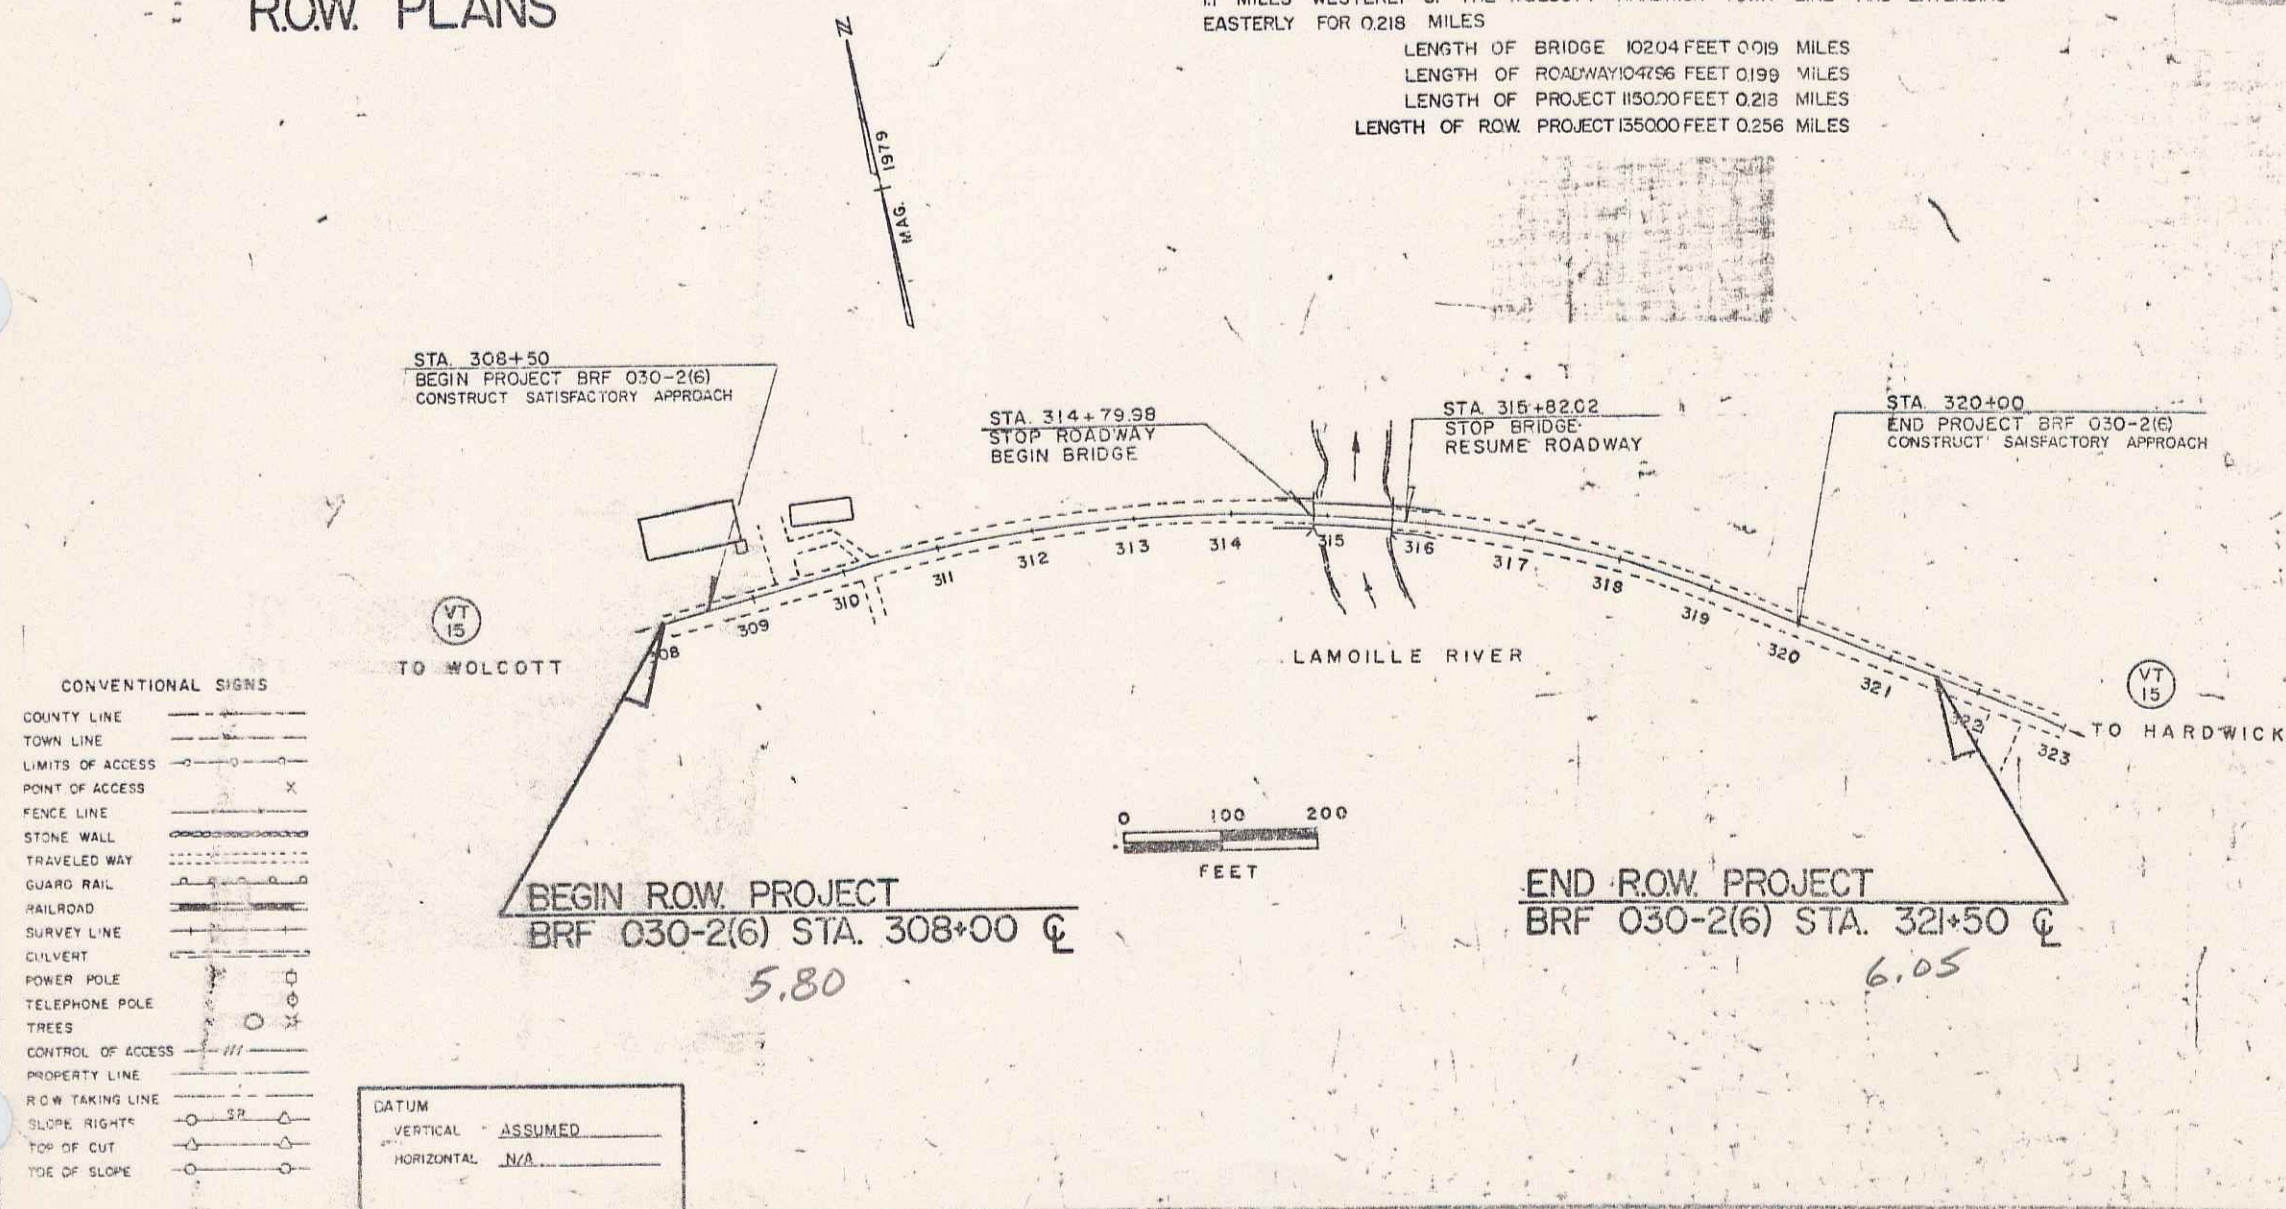 R.O.W. PLANS
EASTERLY FOR 0.218 MILES
LENGTH OF BRIDGE 102.04 FEET 0.019 MILES
LENGTH OF ROADWAY 1047.96 FEET 0.199 MILES
LENGTH OF PROJECT 1150.00 FEET 0.218 MILES
LENGTH OF R.O.W. PROJECT 1350.00 FEET 0.256 MILES
N
MAG. 1979
STA. 308+50
BEGIN PROJECT BRF 030-2(6)
CONSTRUCT SATISFACTORY APPROACH
STA. 314+79.98
STOP ROADWAY
BEGIN BRIDGE
STA. 315+82.02
STOP BRIDGE
RESUME ROADWAY
STA. 320+00
END PROJECT BRF 030-2(6)
CONSTRUCT SAISFACTORY APPROACH
308 309 310 311 312 313 314 315 316 317 318 319 320 321 322 323
VT 15
TO WOLCOTT
LAMOILLE RIVER
VT 15
TO HARDWICK
0 100 200
FEET
BEGIN R.O.W. PROJECT
BRF 030-2(6) STA. 308+00 ℄
5.80
END R.O.W. PROJECT
BRF 030-2(6) STA. 321+50 ℄
6.05
CONVENTIONAL SIGNS
COUNTY LINE
TOWN LINE
LIMITS OF ACCESS
POINT OF ACCESS X
FENCE LINE
STONE WALL
TRAVELED WAY
GUARD RAIL
RAILROAD
SURVEY LINE
CULVERT
POWER POLE
TELEPHONE POLE
TREES
CONTROL OF ACCESS
PROPERTY LINE
R.O.W TAKING LINE
SLOPE RIGHTS SR
TOP OF CUT
TOE OF SLOPE
DATUM
VERTICAL ASSUMED
HORIZONTAL N/A